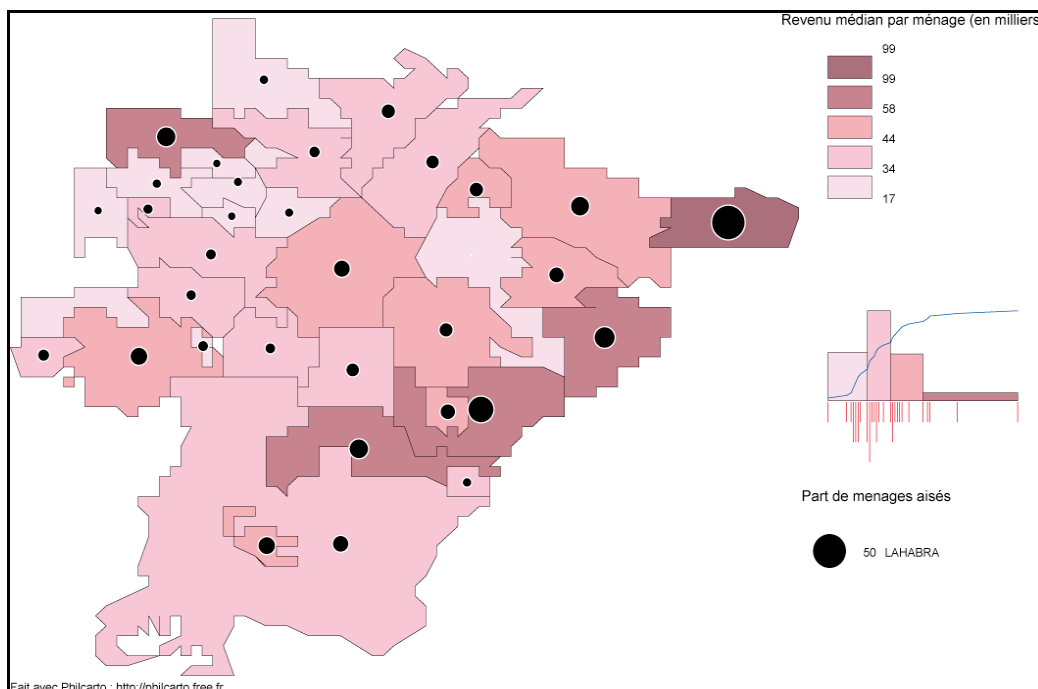 Revenu médian par ménage (en milliers
99
99
58
44
34
17
Part de menages aisés
50 LAHABRA
Fait avec Philcarto : http://philcarto.free.fr